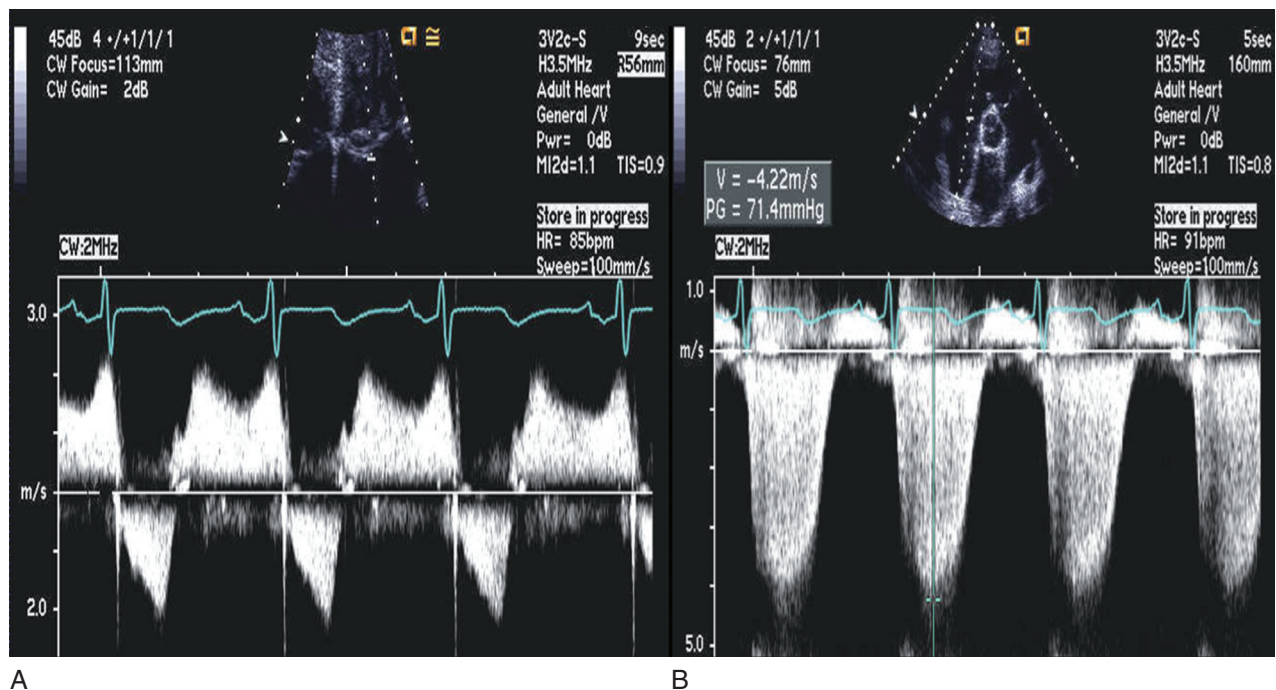 45dB 4 •/+1/1/1
CW Focus=113mm
CW Gain= 2dB
3V2c-S 9sec
H3.5MHz R56mm
Adult Heart
General /V
Pwr= 0dB
MI2d=1.1 TIS=0.9
Store in progress
HR= 85bpm
Sweep=100mm/s
CW:2MHz
3.0
m/s
2.0
A
45dB 2 •/+1/1/1
CW Focus= 76mm
CW Gain= 5dB
3V2c-S 5sec
H3.5MHz 160mm
Adult Heart
General /V
Pwr= 0dB
MI2d=1.1 TIS=0.8
V = -4.22m/s
PG = 71.4mmHg
Store in progress
HR= 91bpm
Sweep=100mm/s
CW:2MHz
1.0
m/s
5.0
B